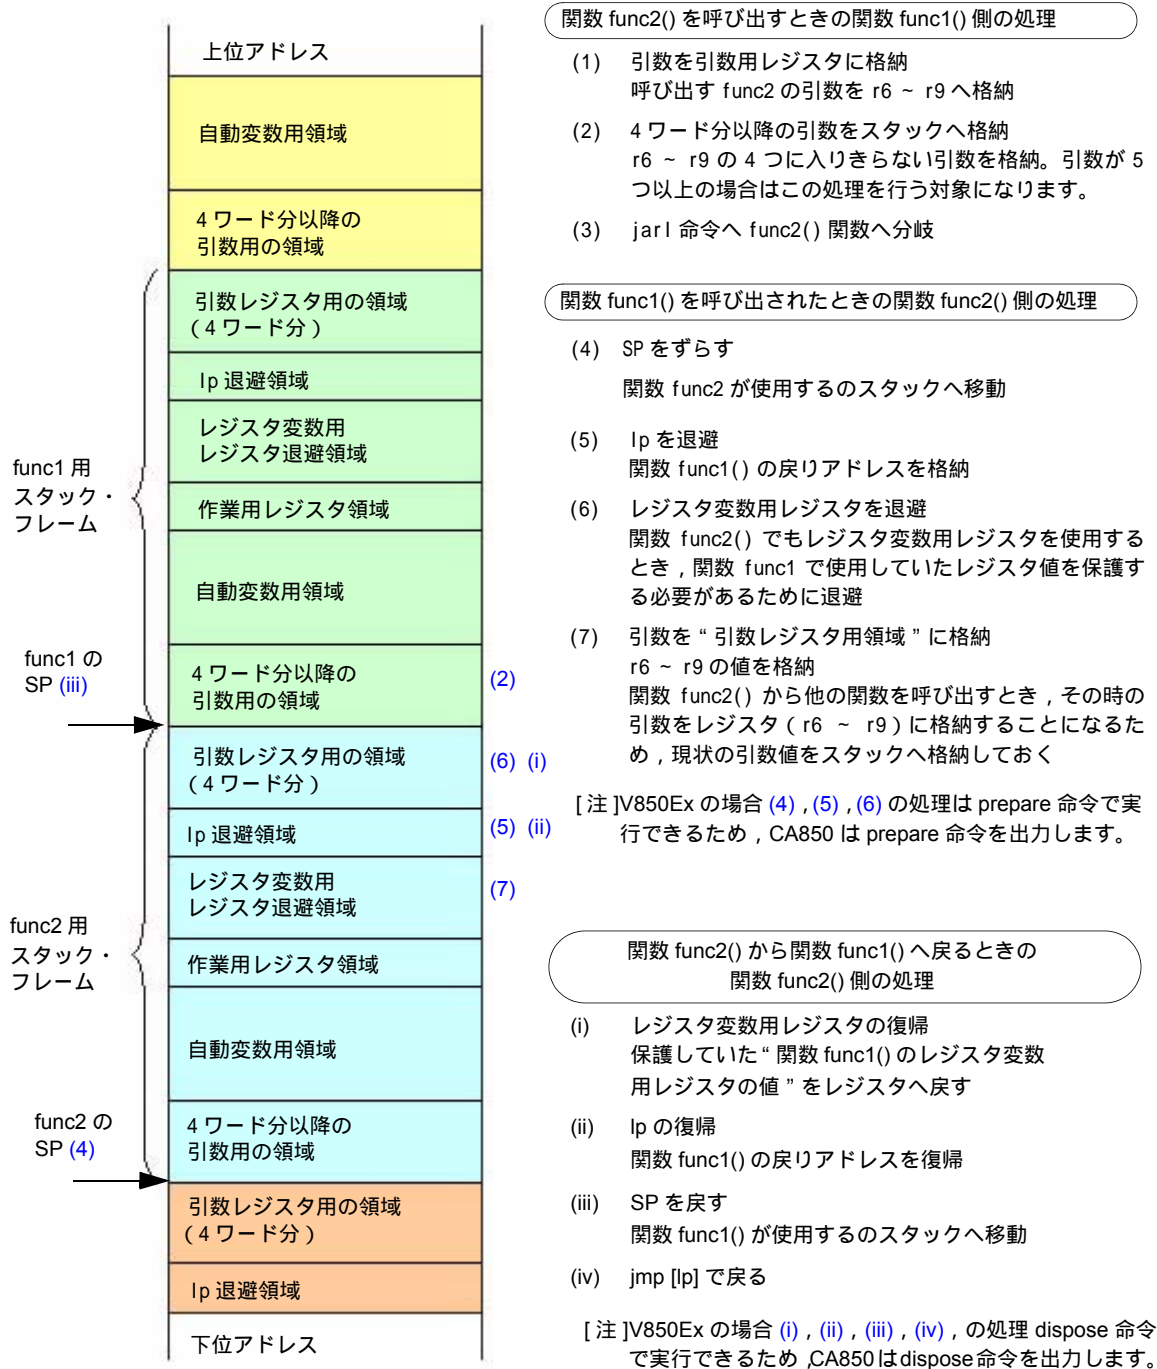 上位アドレス
自動変数用領域
4 ワード分以降の
引数用の領域
引数レジスタ用の領域
( 4 ワード分 )
lp 退避領域
レジスタ変数用
レジスタ退避領域
作業用レジスタ領域
自動変数用領域
4 ワード分以降の
引数用の領域
(2)
func1 用
スタック・
フレーム
func1 の
SP (iii)
引数レジスタ用の領域
( 4 ワード分 )
(6) (i)
lp 退避領域
(5) (ii)
レジスタ変数用
レジスタ退避領域
(7)
作業用レジスタ領域
自動変数用領域
4 ワード分以降の
引数用の領域
func2 用
スタック・
フレーム
func2 の
SP (4)
引数レジスタ用の領域
( 4 ワード分 )
lp 退避領域
下位アドレス
関数 func2() を呼び出すときの関数 func1() 側の処理
(1) 引数を引数用レジスタに格納
呼び出す func2 の引数を r6 ~ r9 へ格納
(2) 4 ワード分以降の引数をスタックへ格納
r6 ~ r9 の 4 つに入りきらない引数を格納。引数が 5
つ以上の場合はこの処理を行う対象になります。
(3) jarl 命令へ func2() 関数へ分岐
関数 func1() を呼び出されたときの関数 func2() 側の処理
(4) SP をずらす
関数 func2 が使用するのスタックへ移動
(5) lp を退避
関数 func1() の戻りアドレスを格納
(6) レジスタ変数用レジスタを退避
関数 func2() でもレジスタ変数用レジスタを使用する
とき , 関数 func1 で使用していたレジスタ値を保護す
る必要があるために退避
(7) 引数を “ 引数レジスタ用領域 ” に格納
r6 ~ r9 の値を格納
関数 func2() から他の関数を呼び出すとき , その時の
引数をレジスタ ( r6 ~ r9 ) に格納することになるた
め , 現状の引数値をスタックへ格納しておく
[ 注 ]V850Ex の場合 (4) , (5) , (6) の処理は prepare 命令で実
行できるため , CA850 は prepare 命令を出力します。
関数 func2() から関数 func1() へ戻るときの
関数 func2() 側の処理
(i) レジスタ変数用レジスタの復帰
保護していた “ 関数 func1() のレジスタ変数
用レジスタの値 ” をレジスタへ戻す
(ii) lp の復帰
関数 func1() の戻りアドレスを復帰
(iii) SP を戻す
関数 func1() が使用するのスタックへ移動
(iv) jmp [lp] で戻る
[ 注 ]V850Ex の場合 (i) , (ii) , (iii) , (iv) , の処理 dispose 命令
で実行できるため ,CA850 は dispose 命令を出力します。